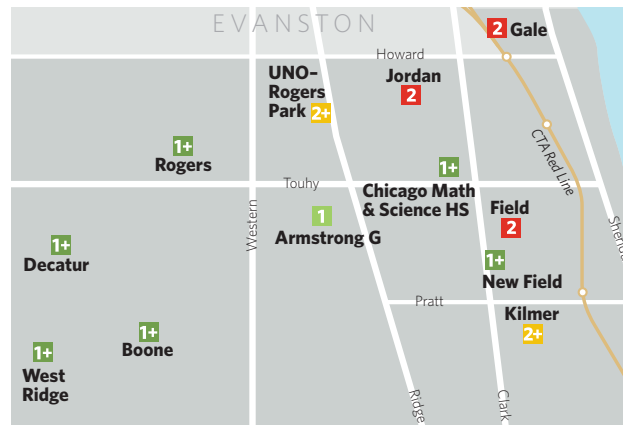 EVANSTON
2 Gale
Howard
UNO–
Rogers
Park 2+
Jordan
2
1+
Rogers
1+
Chicago Math
& Science HS
CTA Red Line
Touhy
Western
1
Armstrong G
Field
2
1+
Decatur
1+
New Field
Pratt
Kilmer
2+
1+
Boone
1+
West
Ridge
Ridge
Clark